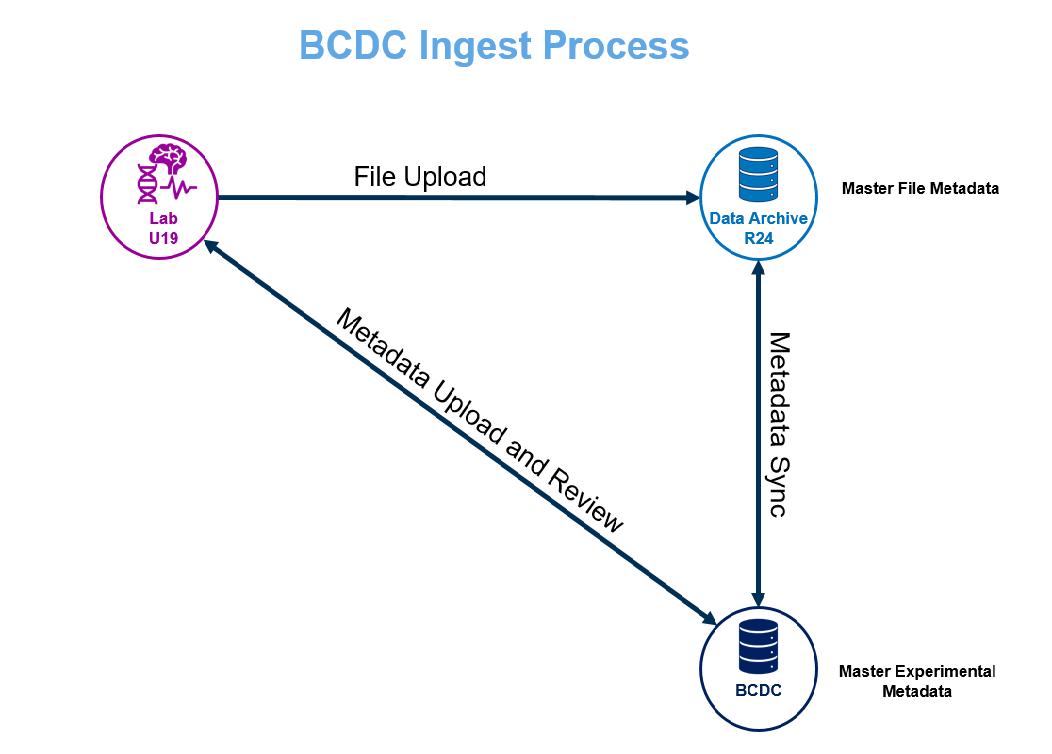 BCDC Ingest Process
File Upload
Lab
U19
Data Archive
R24
Master File Metadata
Metadata Upload and Review
Metadata Sync
BCDC
Master Experimental
Metadata